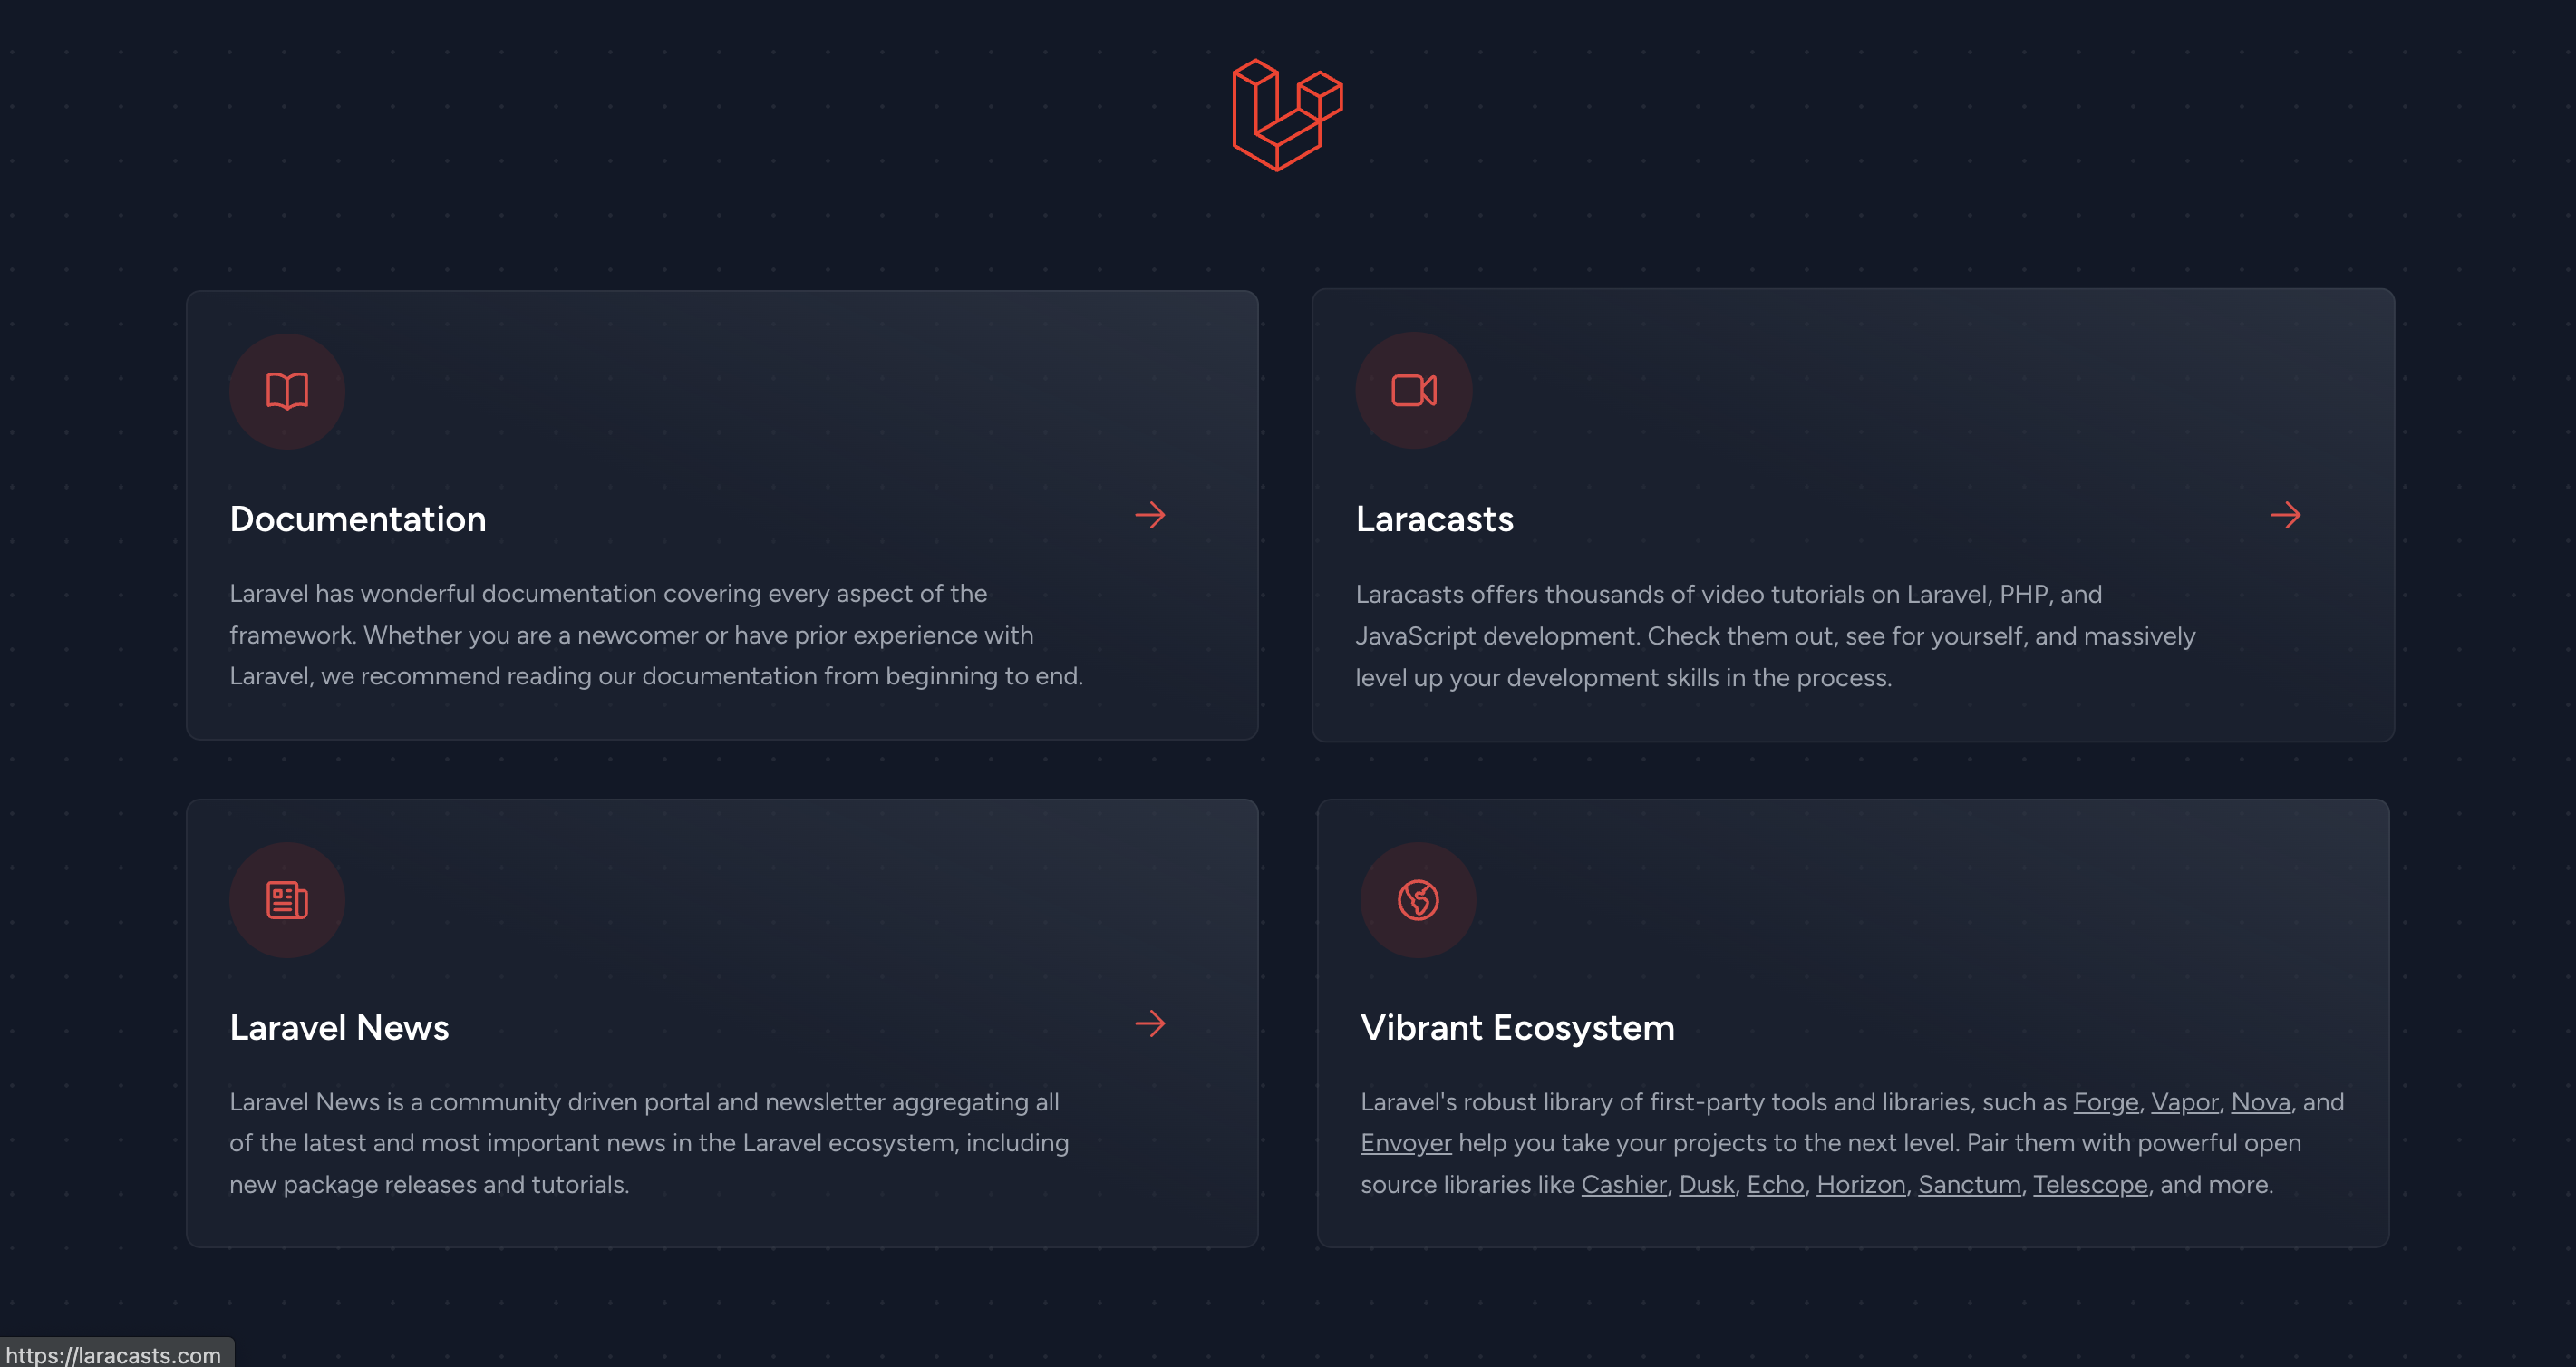 Documentation
Laravel has wonderful documentation covering every aspect of the
framework. Whether you are a newcomer or have prior experience with
Laravel, we recommend reading our documentation from beginning to end.
Laracasts
Laracasts offers thousands of video tutorials on Laravel, PHP, and
JavaScript development. Check them out, see for yourself, and massively
level up your development skills in the process.
Laravel News
Laravel News is a community driven portal and newsletter aggregating all
of the latest and most important news in the Laravel ecosystem, including
new package releases and tutorials.
Vibrant Ecosystem
Laravel's robust library of first-party tools and libraries, such as Forge, Vapor, Nova, and
Envoyer help you take your projects to the next level. Pair them with powerful open
source libraries like Cashier, Dusk, Echo, Horizon, Sanctum, Telescope, and more.
https://laracasts.com